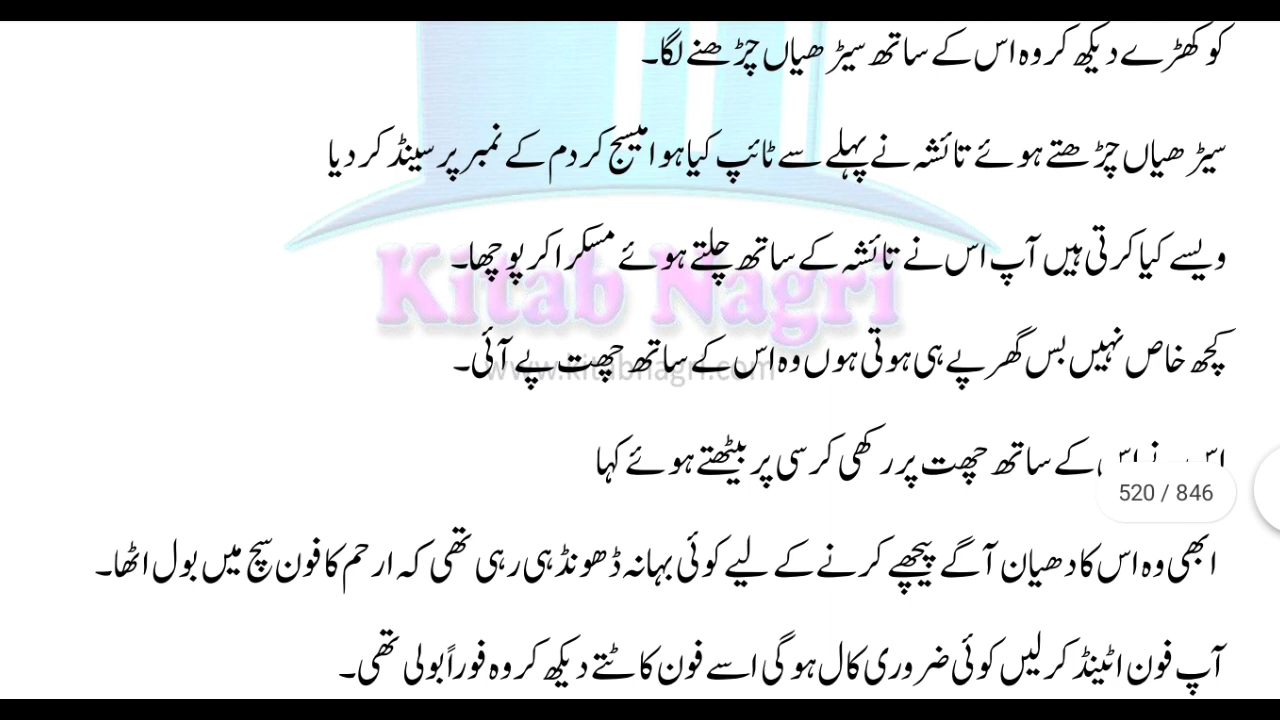 کو کھڑے دیکھ کر وہ اس کے ساتھ سیڑھیاں چڑھنے لگا۔
سیڑھیاں چڑھتے ہوئے تائشہ نے پہلے سے ٹائپ کیا ہوا میسج کردم کے نمبر پر سینڈ کر دیا
ویسے کیا کرتی ہیں آپ اس نے تائشہ کے ساتھ چلتے ہوئے مسکرا کر پوچھا۔
Kitab Nagri
کچھ خاص نہیں بس گھر پے ہی ہوتی ہوں وہ اس کے ساتھ چھت پے آئی۔
www.kitabnagri.com
کے ساتھ چھت پر رکھی کرسی پر بیٹھتے ہوئے کہا
520 / 846
ابھی وہ اس کا دھیان آگے پیچھے کرنے کے لیے کوئی بہانہ ڈھونڈ ہی رہی تھی کہ ارحم کا فون سچ میں بول اٹھا۔
آپ فون اٹینڈ کر لیں کوئی ضروری کال ہوگی اسے فون کاٹتے دیکھ کر وہ فوراً بولی تھی۔